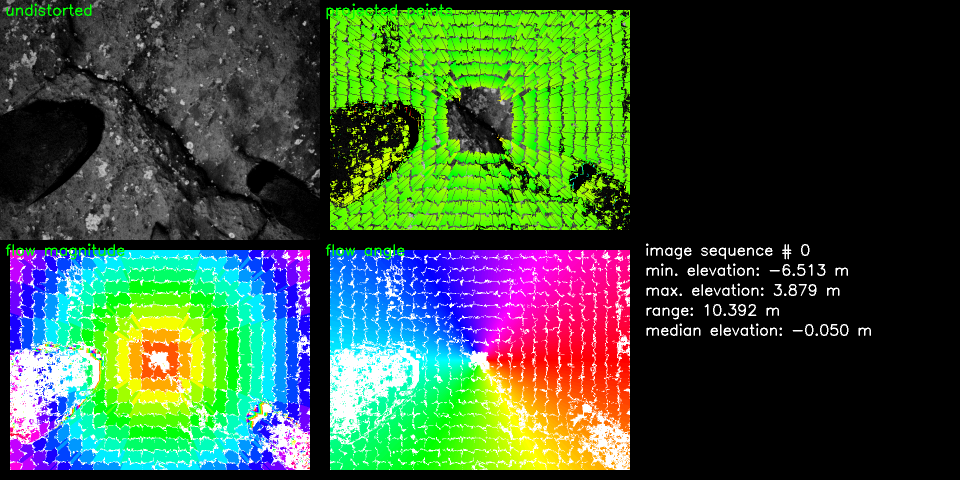 undistorted
projected points
flow magnitude
flow angle
image sequence # 0
min. elevation: -6.513 m
max. elevation: 3.879 m
range: 10.392 m
median elevation: -0.050 m